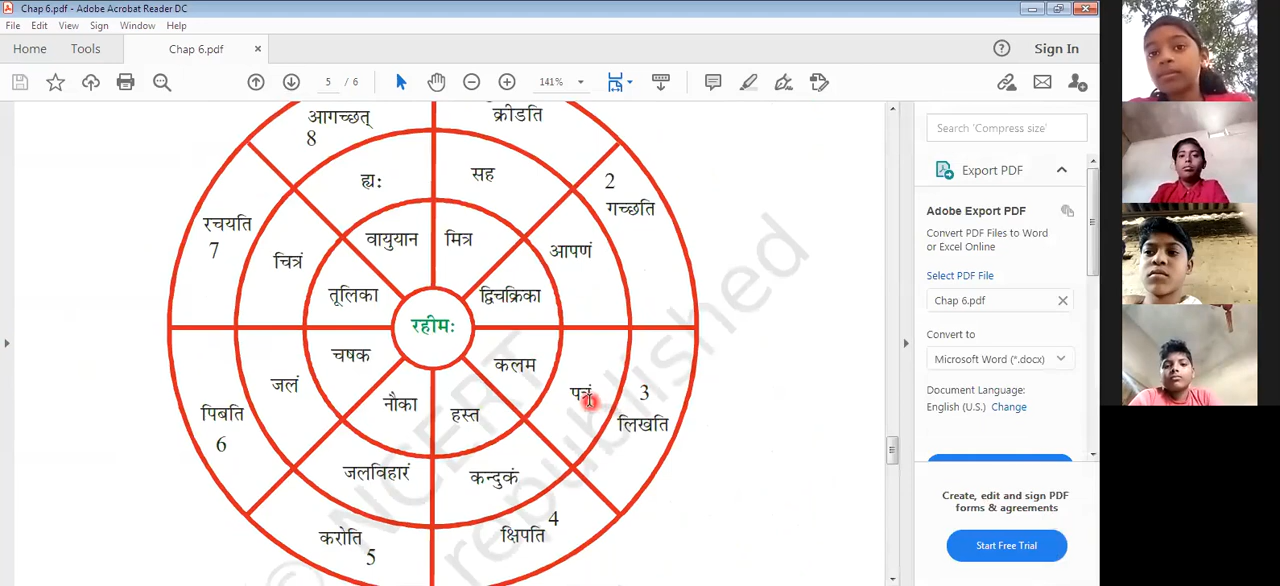 Chap 6.pdf - Adobe Acrobat Reader DC
File Edit View Sign Window Help
Home Tools Chap 6.pdf × Sign In
5 / 6 141%
आगच्छत्
8
क्रीडति
ह्यः
सह
2
गच्छति
रचयति
7
चित्रं
वायुयान
मित्र
आपणं
तूलिका
द्विचक्रिका
रहीमः
चषक
कलम
जलं
पत्रं
3
लिखति
पिबति
6
नौका
हस्त
जलविहारं
कन्दुकं
करोति
5
4
क्षिपति
© NCERT
republished
Search 'Compress size'
Export PDF
Adobe Export PDF
Convert PDF Files to Word
or Excel Online
Select PDF File
Chap 6.pdf
Convert to
Microsoft Word (*.docx)
Document Language:
English (U.S.) Change
Create, edit and sign PDF
forms & agreements
Start Free Trial